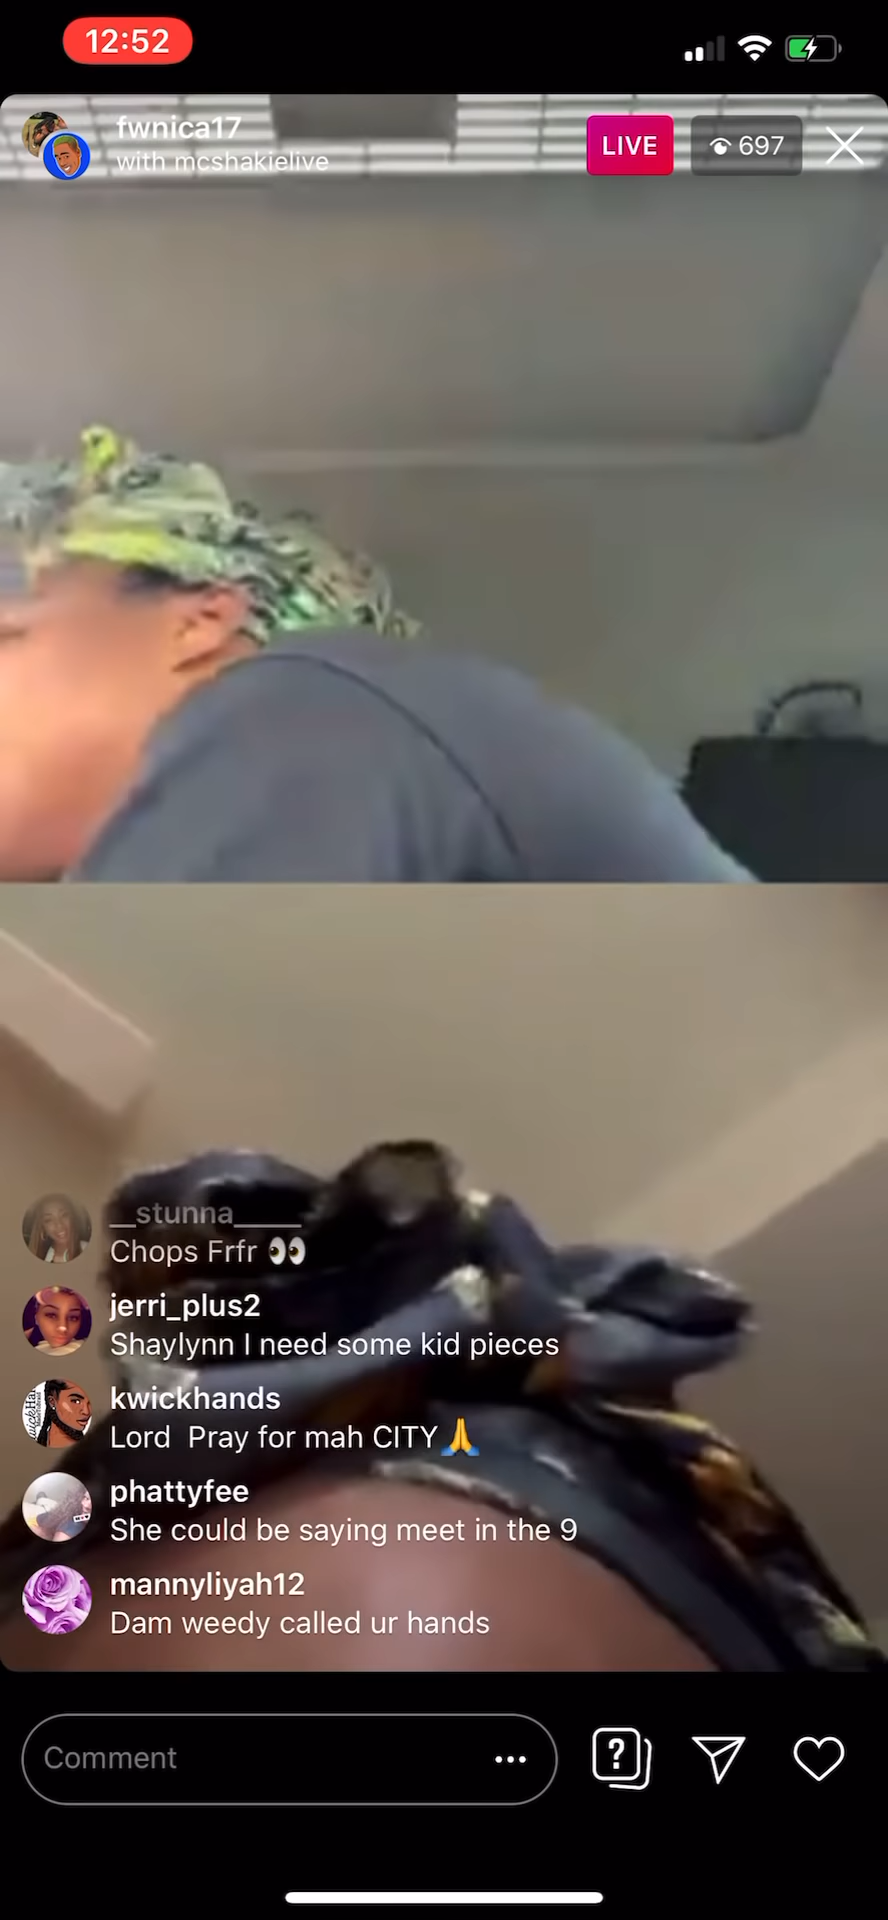 12:52
fwnica17
with mcshakielive
LIVE
697
__stunna____
Chops Frfr 👀
jerri_plus2
Shaylynn I need some kid pieces
kwickhands
Lord  Pray for mah CITY🙏
phattyfee
She could be saying meet in the 9
mannyliyah12
Dam weedy called ur hands
Comment